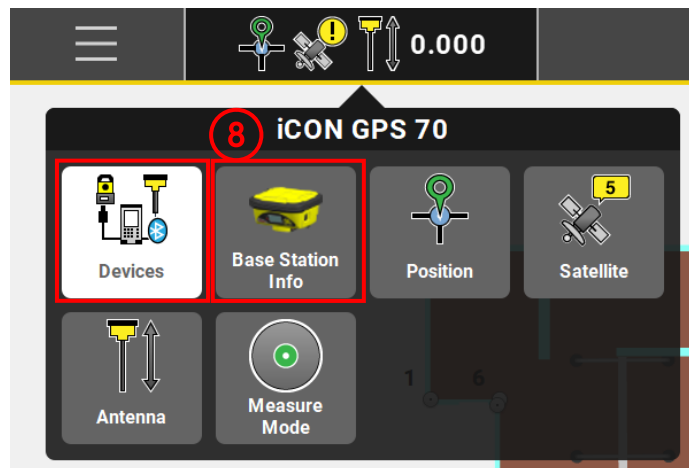 0.000
8 iCON GPS 70
5
Devices
Base Station
Info
Position
Satellite
Antenna
Measure
Mode
1 6